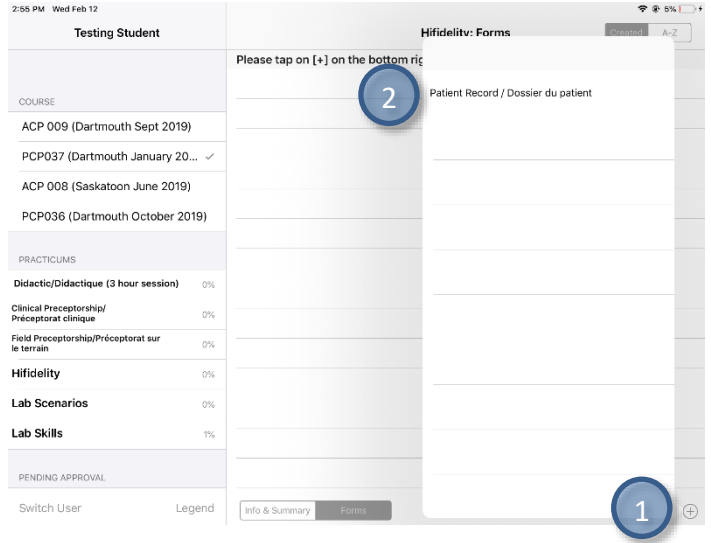 2:55 PM Wed Feb 12
5%
Testing Student
Hifidelity: Forms
Created
A-Z
Please tap on [+] on the bottom rig
2
Patient Record / Dossier du patient
COURSE
ACP 009 (Dartmouth Sept 2019)
PCP037 (Dartmouth January 20...
ACP 008 (Saskatoon June 2019)
PCP036 (Dartmouth October 2019)
PRACTICUMS
Didactic/Didactique (3 hour session) 0%
Clinical Preceptorship/
Préceptorat clinique 0%
Field Preceptorship/Préceptorat sur
le terrain 0%
Hifidelity 0%
Lab Scenarios 0%
Lab Skills 1%
PENDING APPROVAL
Switch User
Legend
Info & Summary
Forms
1